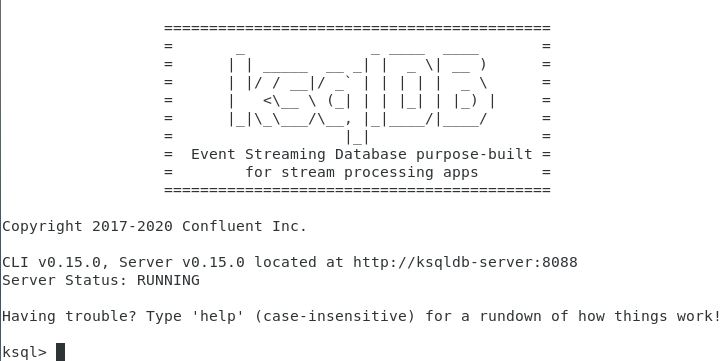 ===========================================
=       _              _ ____  ____       =
=      | | _____  __ _| |  _ \| __ )      =
=      | |/ / __|/ _` | | | | |  _ \      =
=      |   <\__ \ (_| | | |_| | |_) |     =
=      |_|\_\___/\__, |_|____/|____/      =
=                   |_|                   =
=  Event Streaming Database purpose-built =
=        for stream processing apps       =
===========================================
Copyright 2017-2020 Confluent Inc.
CLI v0.15.0, Server v0.15.0 located at http://ksqldb-server:8088
Server Status: RUNNING
Having trouble? Type 'help' (case-insensitive) for a rundown of how things work!
ksql>